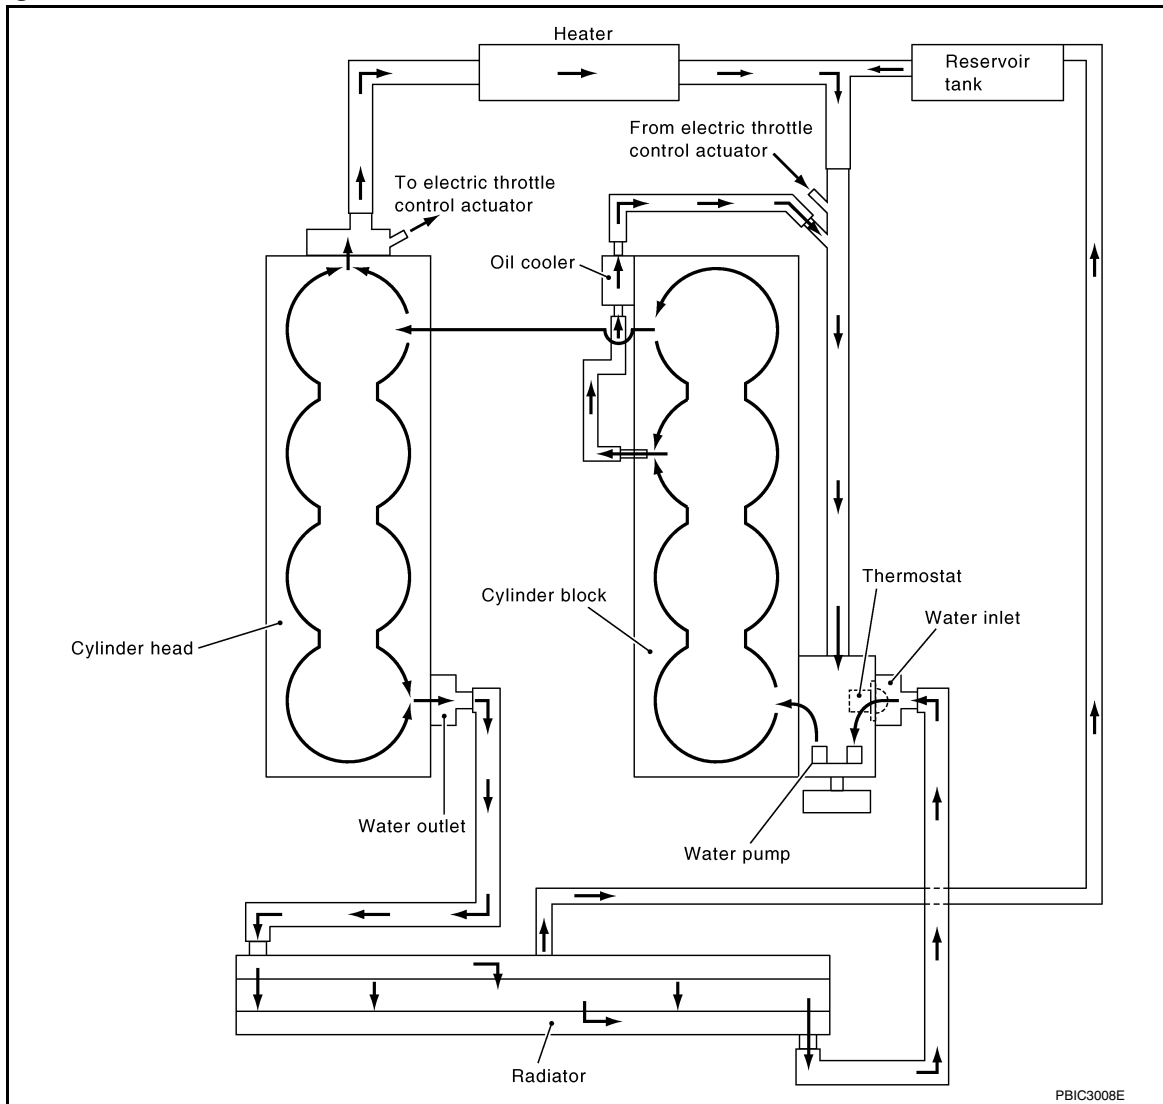 Heater
Reservoir
tank
From electric throttle
control actuator
To electric throttle
control actuator
Oil cooler
Thermostat
Cylinder block
Water inlet
Cylinder head
Water outlet
Water pump
Radiator
PBIC3008E